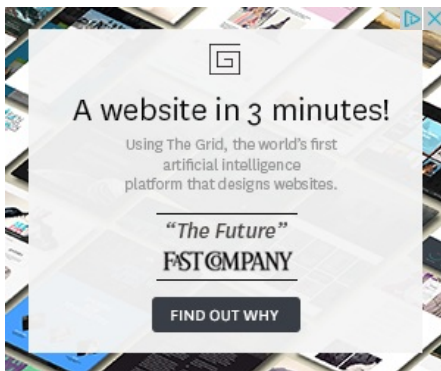 A website in 3 minutes!
Using The Grid, the world's first
artificial intelligence
platform that designs websites.
“The Future”
FAST COMPANY
FIND OUT WHY